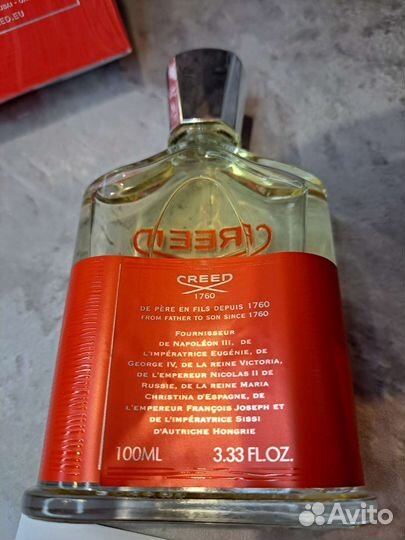 ED.EU
CREED
CREED
1760
DE PÈRE EN FILS DEPUIS 1760
FROM FATHER TO SON SINCE 1760
FOURNISSEUR
DE NAPOLÉON III, DE
L'IMPÉRATRICE EUGÉNIE, DE
GEORGE IV, DE LA REINE VICTORIA,
DE L'EMPEREUR NICOLAS II DE
RUSSIE, DE LA REINE MARIA
CHRISTINA D'ESPAGNE, DE
L'EMPEREUR FRANÇOIS JOSEPH ET
DE L'IMPÉRATRICE SISSI
D'AUTRICHE HONGRIE
100ML 3.33 FL.OZ.
Avito